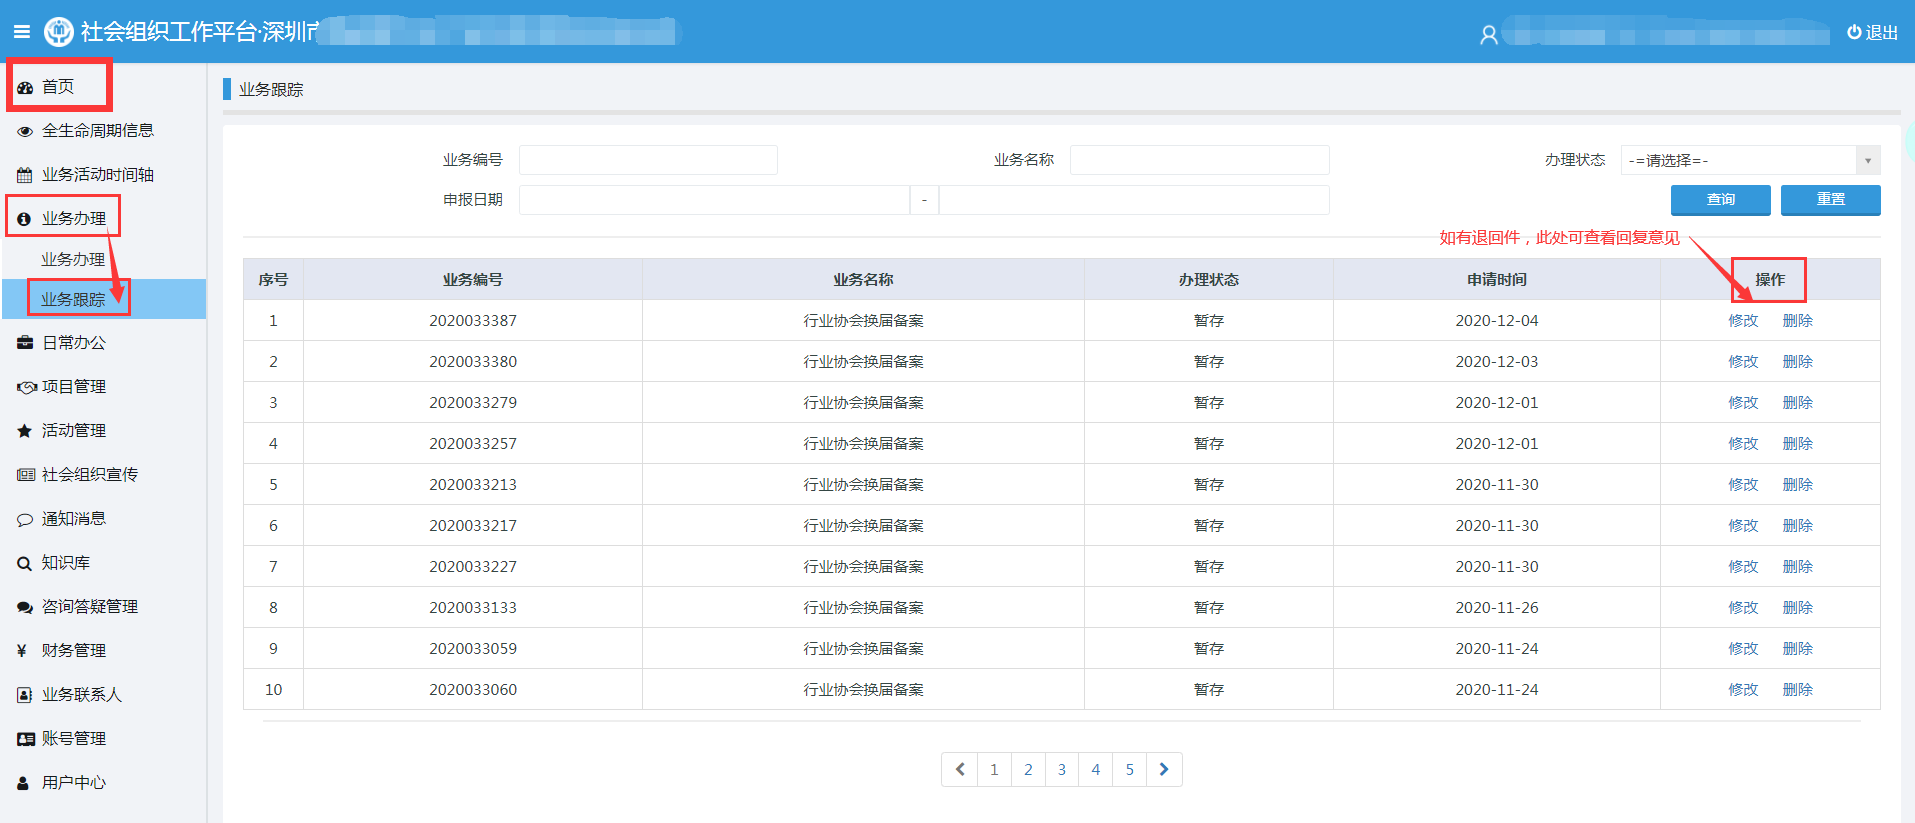 社会组织工作平台·深圳市
退出
首页
全生命周期信息
业务活动时间轴
业务办理
业务办理
业务跟踪
日常办公
项目管理
活动管理
社会组织宣传
通知消息
知识库
咨询答疑管理
财务管理
业务联系人
账号管理
用户中心
业务跟踪
业务编号 业务名称 办理状态 -=请选择=-
申报日期 - 查询 重置
如有退回件，此处可查看回复意见
序号 业务编号 业务名称 办理状态 申请时间 操作
1 2020033387 行业协会换届备案 暂存 2020-12-04 修改 删除
2 2020033380 行业协会换届备案 暂存 2020-12-03 修改 删除
3 2020033279 行业协会换届备案 暂存 2020-12-01 修改 删除
4 2020033257 行业协会换届备案 暂存 2020-12-01 修改 删除
5 2020033213 行业协会换届备案 暂存 2020-11-30 修改 删除
6 2020033217 行业协会换届备案 暂存 2020-11-30 修改 删除
7 2020033227 行业协会换届备案 暂存 2020-11-30 修改 删除
8 2020033133 行业协会换届备案 暂存 2020-11-26 修改 删除
9 2020033059 行业协会换届备案 暂存 2020-11-24 修改 删除
10 2020033060 行业协会换届备案 暂存 2020-11-24 修改 删除
1 2 3 4 5